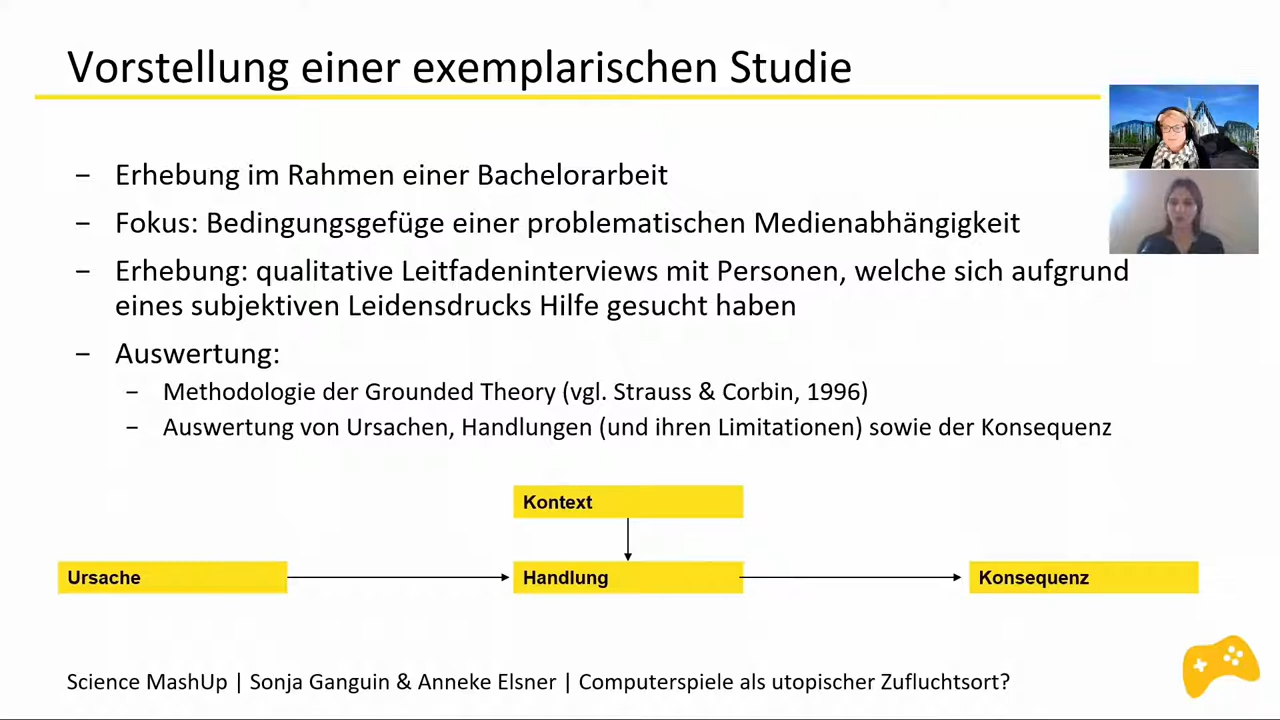 Vorstellung einer exemplarischen Studie
− Erhebung im Rahmen einer Bachelorarbeit
− Fokus: Bedingungsgefüge einer problematischen Medienabhängigkeit
− Erhebung: qualitative Leitfadeninterviews mit Personen, welche sich aufgrund
eines subjektiven Leidensdrucks Hilfe gesucht haben
− Auswertung:
− Methodologie der Grounded Theory (vgl. Strauss & Corbin, 1996)
− Auswertung von Ursachen, Handlungen (und ihren Limitationen) sowie der Konsequenz
Kontext
Ursache
Handlung
Konsequenz
Science MashUp | Sonja Ganguin & Anneke Elsner | Computerspiele als utopischer Zufluchtsort?